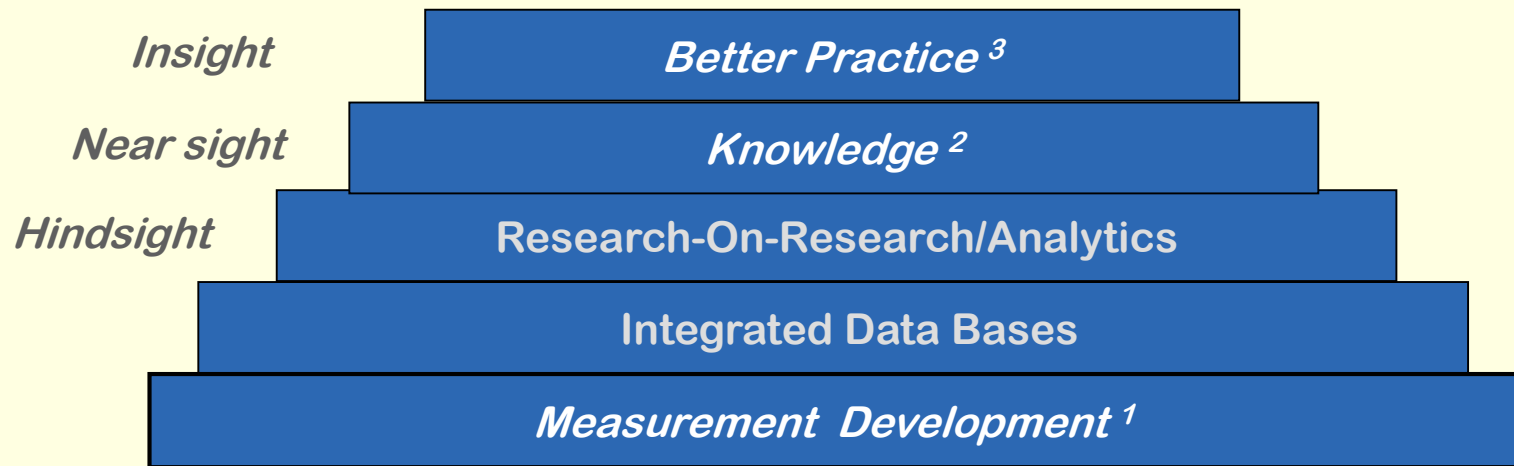 Insight
Better Practice ³
Near sight
Knowledge ²
Hindsight
Research-On-Research/Analytics
Integrated Data Bases
Measurement Development ¹